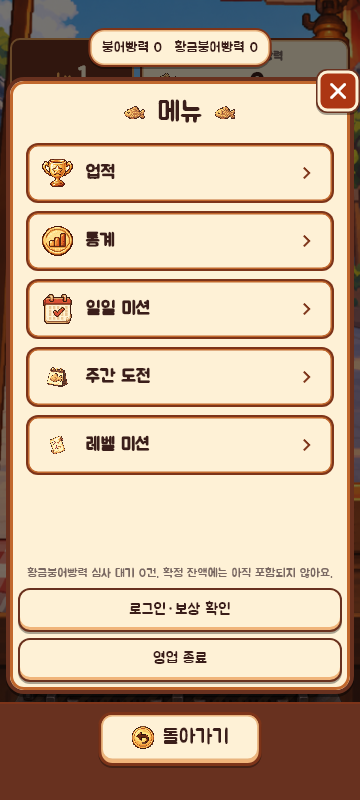 붕어빵력 0 황금붕어빵력 0
메뉴
업적
통계
일일 미션
주간 도전
레벨 미션
황금붕어빵력 심사 대기 0건, 확정 잔액에는 아직 포함되지 않아요.
로그인·보상 확인
영업 종료
돌아가기